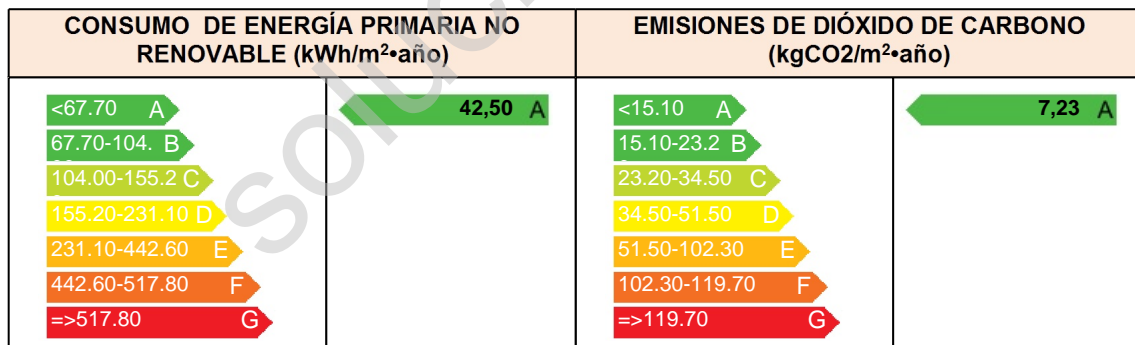 CONSUMO DE ENERGÍA PRIMARIA NO
RENOVABLE (kWh/m²•año)
EMISIONES DE DIÓXIDO DE CARBONO
(kgCO2/m²•año)
<67.70 A
67.70-104. B
104.00-155.2 C
155.20-231.10 D
231.10-442.60 E
442.60-517.80 F
=>517.80 G
42,50 A
<15.10 A
15.10-23.2 B
23.20-34.50 C
34.50-51.50 D
51.50-102.30 E
102.30-119.70 F
=>119.70 G
7,23 A